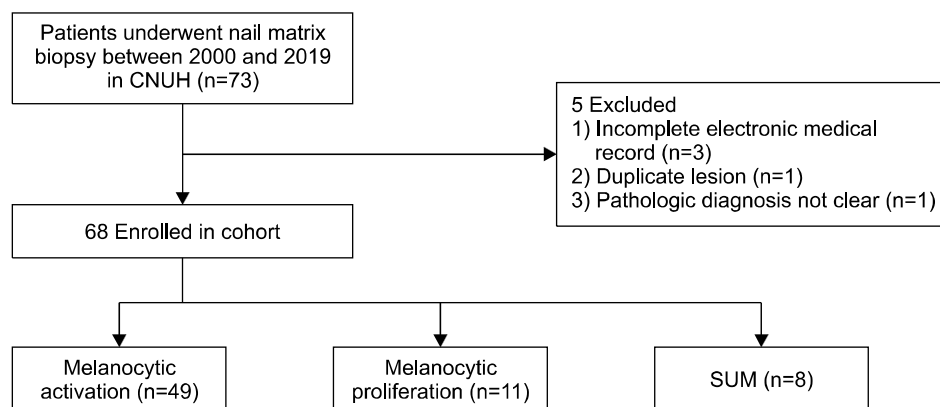 Patients underwent nail matrix
biopsy between 2000 and 2019
in CNUH (n=73)
5 Excluded
1) Incomplete electronic medical
record (n=3)
2) Duplicate lesion (n=1)
3) Pathologic diagnosis not clear (n=1)
68 Enrolled in cohort
Melanocytic
activation (n=49)
Melanocytic
proliferation (n=11)
SUM (n=8)